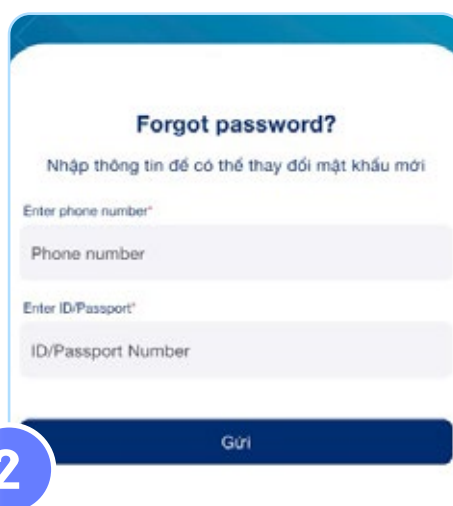 Forgot password?
Nhập thông tin để có thể thay đổi mật khẩu mới
Enter phone number*
Phone number
Enter ID/Passport*
ID/Passport Number
Gửi
2